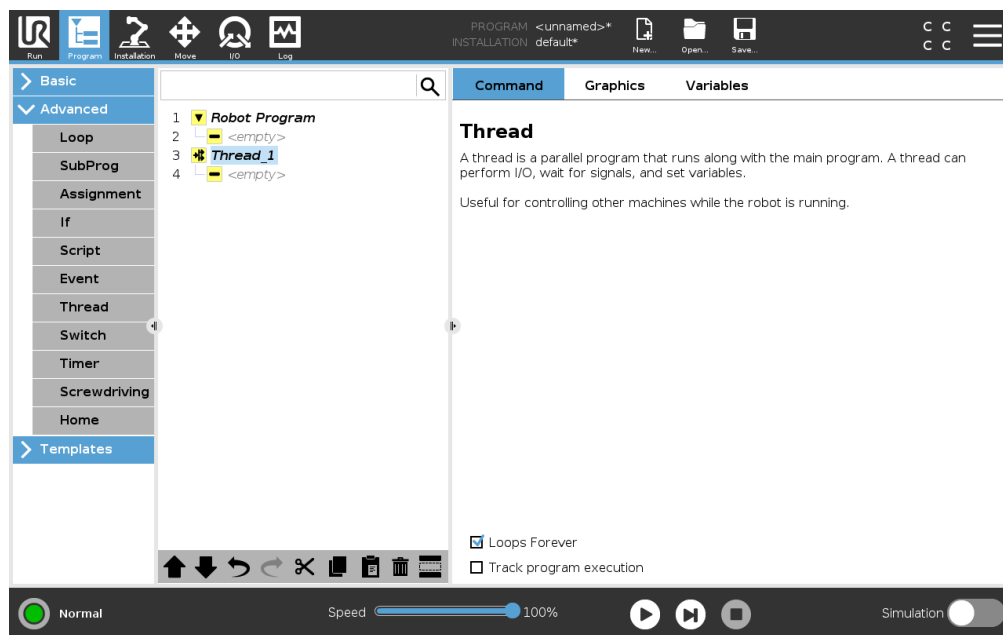 UR
Run
Program
Installation
Move
I/O
Log
PROGRAM <unnamed>*
INSTALLATION default*
New...
Open...
Save...
C C
C C
Basic
Advanced
Loop
SubProg
Assignment
If
Script
Event
Thread
Switch
Timer
Screwdriving
Home
Templates
1 Robot Program
2 <empty>
3 Thread_1
4 <empty>
Command Graphics Variables
Thread
A thread is a parallel program that runs along with the main program. A thread can
perform I/O, wait for signals, and set variables.
Useful for controlling other machines while the robot is running.
Loops Forever
Track program execution
Normal
Speed 100%
Simulation